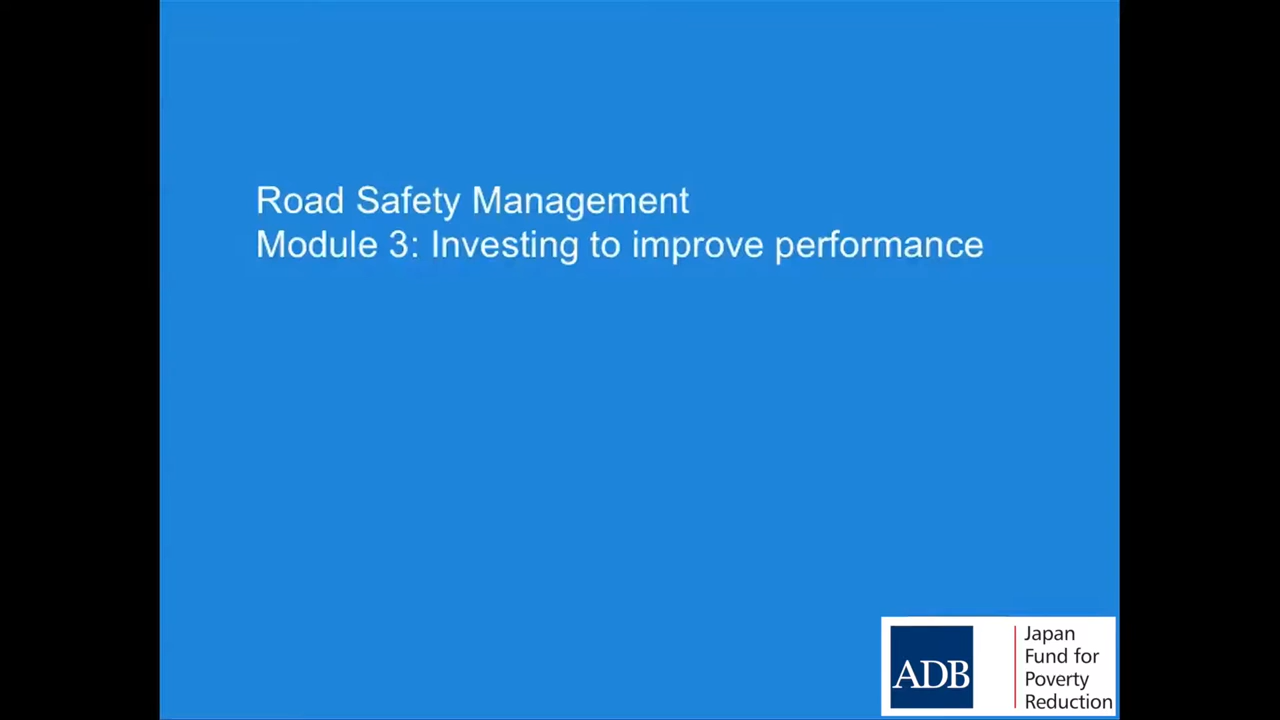 Road Safety Management
Module 3: Investing to improve performance
ADB
Japan
Fund for
Poverty
Reduction